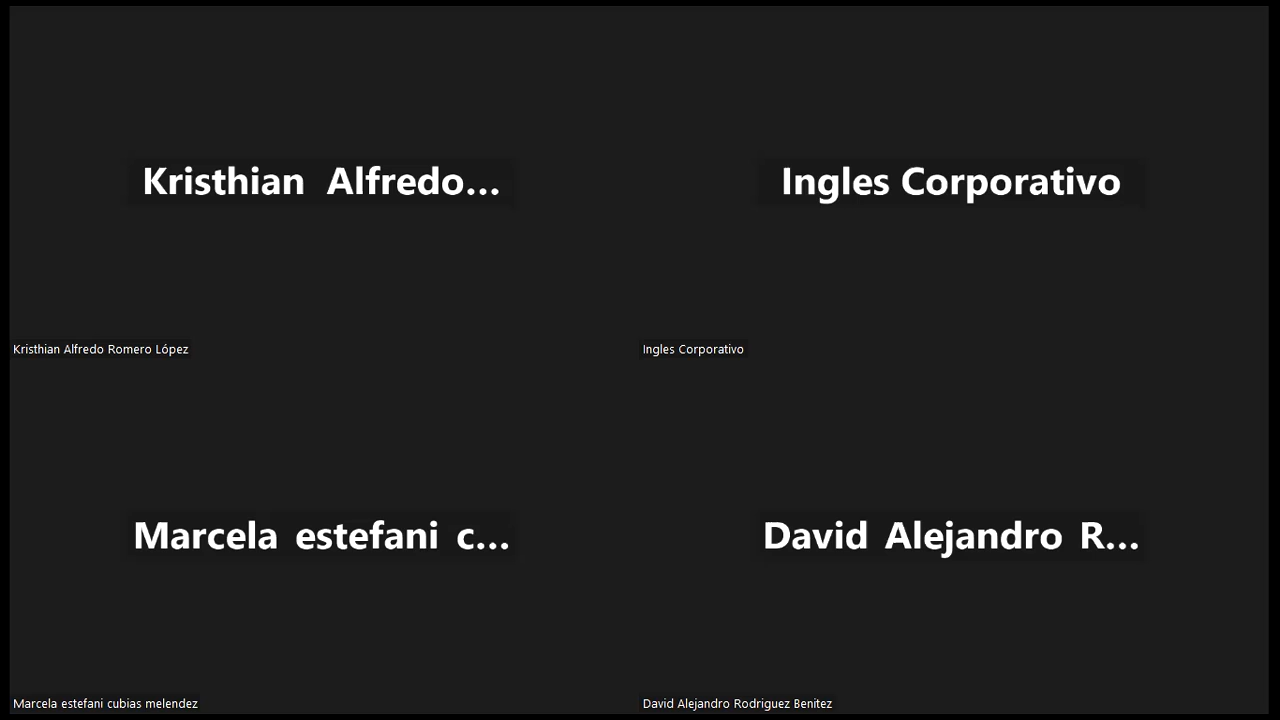 Kristhian Alfredo...
Ingles Corporativo
Kristhian Alfredo Romero López
Ingles Corporativo
Marcela estefani c...
David Alejandro R...
Marcela estefani cubias melendez
David Alejandro Rodriguez Benitez